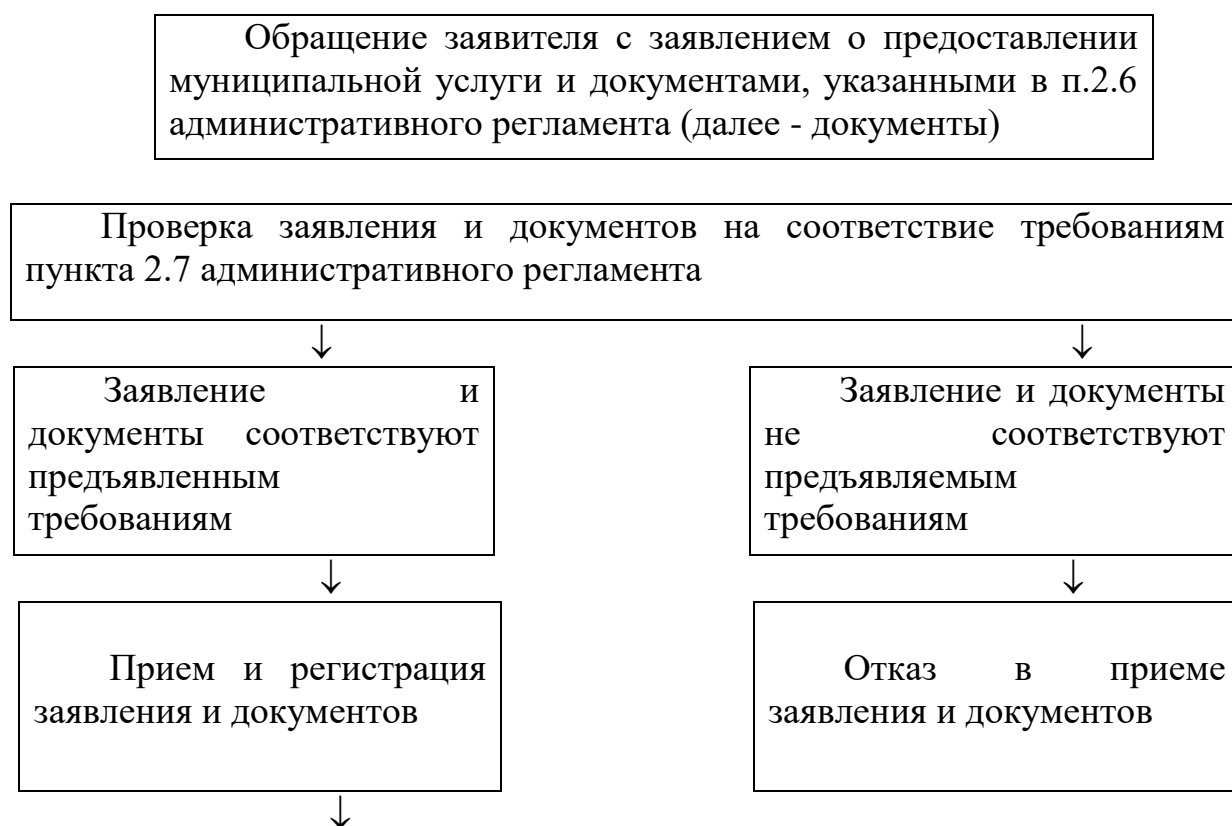 Обращение заявителя с заявлением о предоставлении
муниципальной услуги и документами, указанными в п.2.6
административного регламента (далее - документы)
Проверка заявления и документов на соответствие требованиям
пункта 2.7 административного регламента
↓
↓
Заявление и
документы соответствуют
предъявленным
требованиям
Заявление и документы
не соответствуют
предъявляемым
требованиям
↓
↓
Прием и регистрация
заявления и документов
Отказ в приеме
заявления и документов
↓